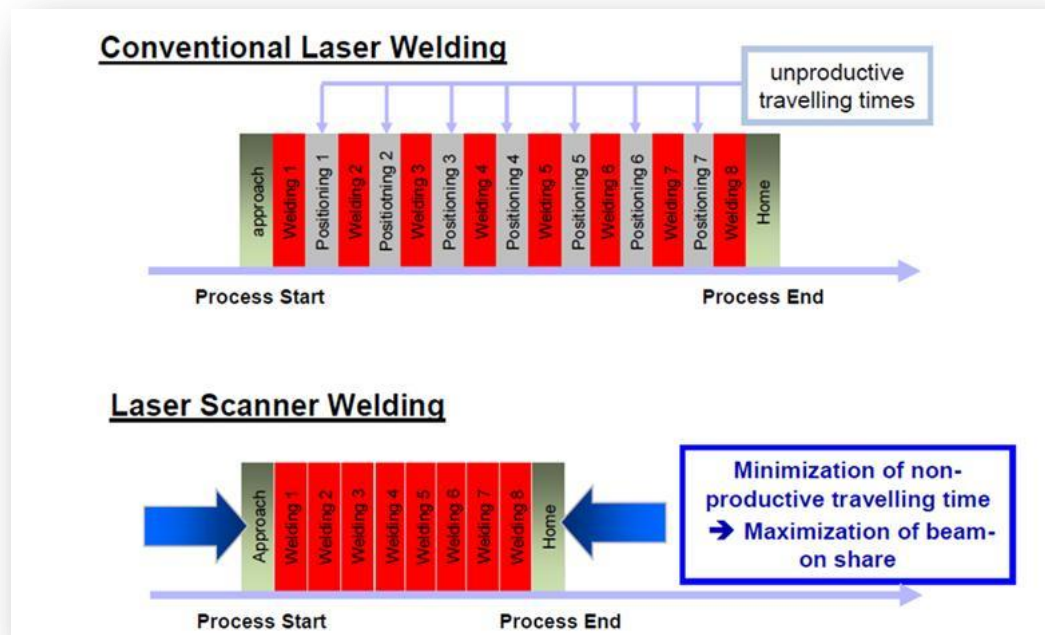 Conventional Laser Welding
unproductive
travelling times
approach
Welding 1
Positioning 1
Welding 2
Positiotning 2
Welding 3
Positioning 3
Welding 4
Positioning 4
Welding 5
Positioning 5
Welding 6
Positioning 6
Welding 7
Positioning 7
Welding 8
Home
Process Start
Process End
Laser Scanner Welding
Approach
Welding 1
Welding 2
Welding 3
Welding 4
Welding 5
Welding 6
Welding 7
Welding 8
Home
Minimization of non-
productive travelling time
➔ Maximization of beam-
on share
Process Start
Process End